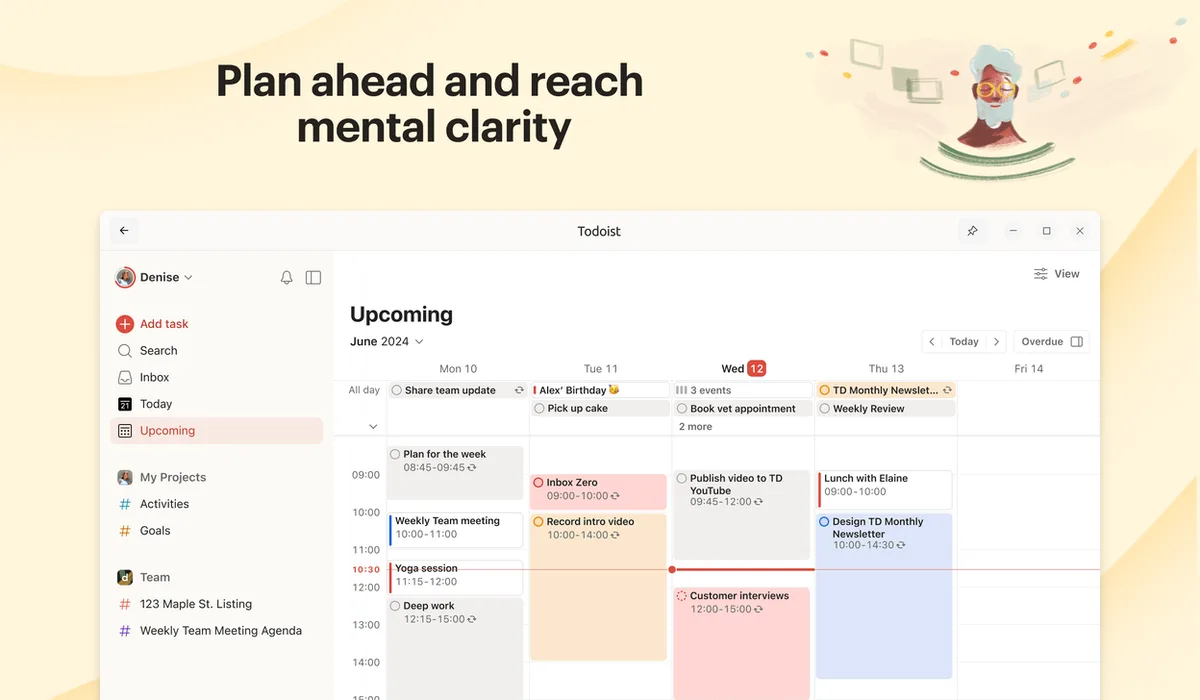 Plan ahead and reach
mental clarity
Todoist
Denise
Add task
Search
Inbox
21
Today
Upcoming
My Projects
# Activities
# Goals
d
Team
# 123 Maple St. Listing
# Weekly Team Meeting Agenda
View
Upcoming
June 2024
Today
Overdue
Mon 10
Tue 11
Wed 12
Thu 13
Fri 14
All day
Share team update
Alex' Birthday 🥳
Pick up cake
3 events
Book vet appointment
2 more
TD Monthly Newslet...
Weekly Review
09:00
10:00
11:00
10:30
12:00
13:00
14:00
15:00
Plan for the week
08:45-09:45
Weekly Team meeting
10:00-11:00
Yoga session
11:15-12:00
Deep work
12:15-15:00
Inbox Zero
09:00-10:00
Record intro video
10:00-14:00
Publish video to TD
YouTube
09:45-12:00
Customer interviews
12:00-15:00
Lunch with Elaine
09:00-10:00
Design TD Monthly
Newsletter
10:00-14:30